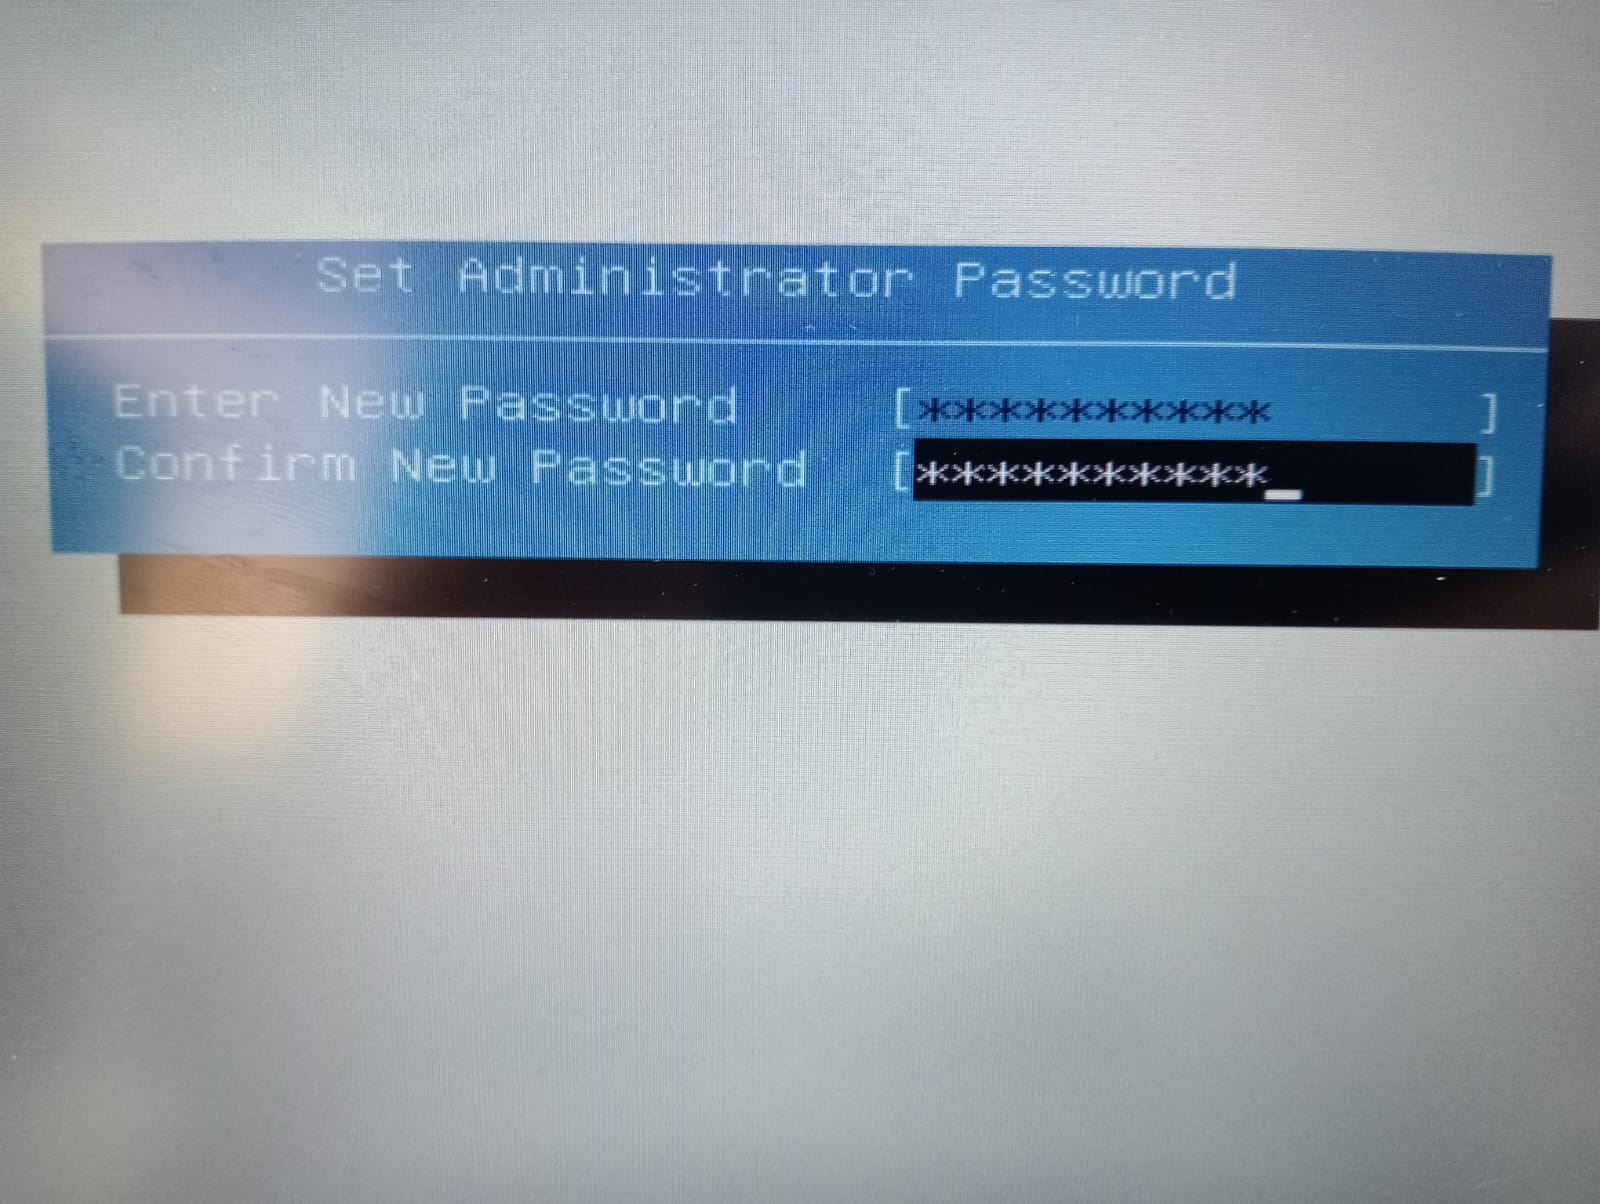 Set Administrator Password
Enter New Password [**********]
Confirm New Password [**********_]